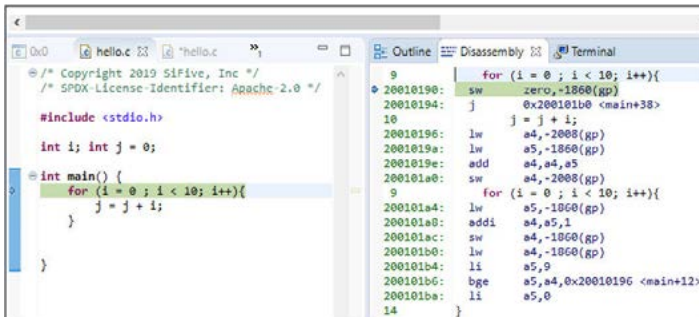 0x0 hello.c *hello.c »1
/* Copyright 2019 SiFive, Inc */
/* SPDX-License-Identifier: Apache-2.0 */
#include <stdio.h>
int i; int j = 0;
int main() {
for (i = 0 ; i < 10; i++){
j = j + i;
}
}
Outline Disassembly Terminal
9 for (i = 0 ; i < 10; i++){
20010190: sw zero,-1860(gp)
20010194: j 0x200101b0 <main+38>
10 j = j + i;
20010196: lw a4,-2008(gp)
2001019a: lw a5,-1860(gp)
2001019e: add a4,a4,a5
200101a0: sw a4,-2008(gp)
9 for (i = 0 ; i < 10; i++){
200101a4: lw a5,-1860(gp)
200101a8: addi a4,a5,1
200101ac: sw a4,-1860(gp)
200101b0: lw a4,-1860(gp)
200101b4: li a5,9
200101b6: bge a5,a4,0x20010196 <main+12>
200101ba: li a5,0
14 }